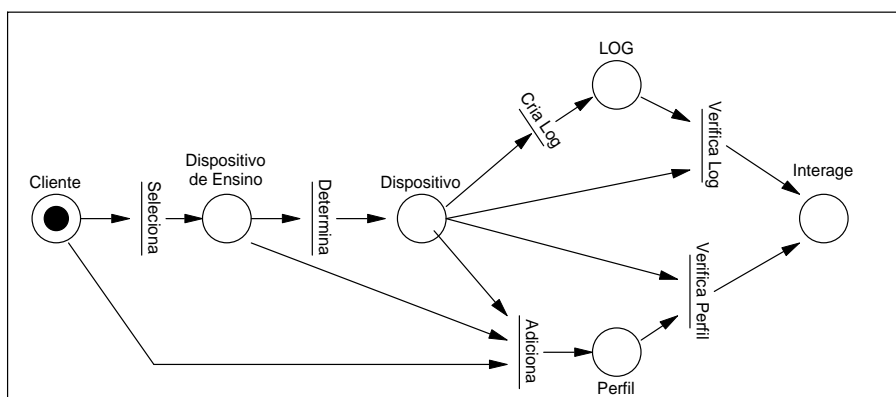 LOG
Cria Log
Verifica Log
Dispositivo
de Ensino
Cliente
Seleciona
Determina
Dispositivo
Interage
Verifica Perfil
Adiciona
Perfil